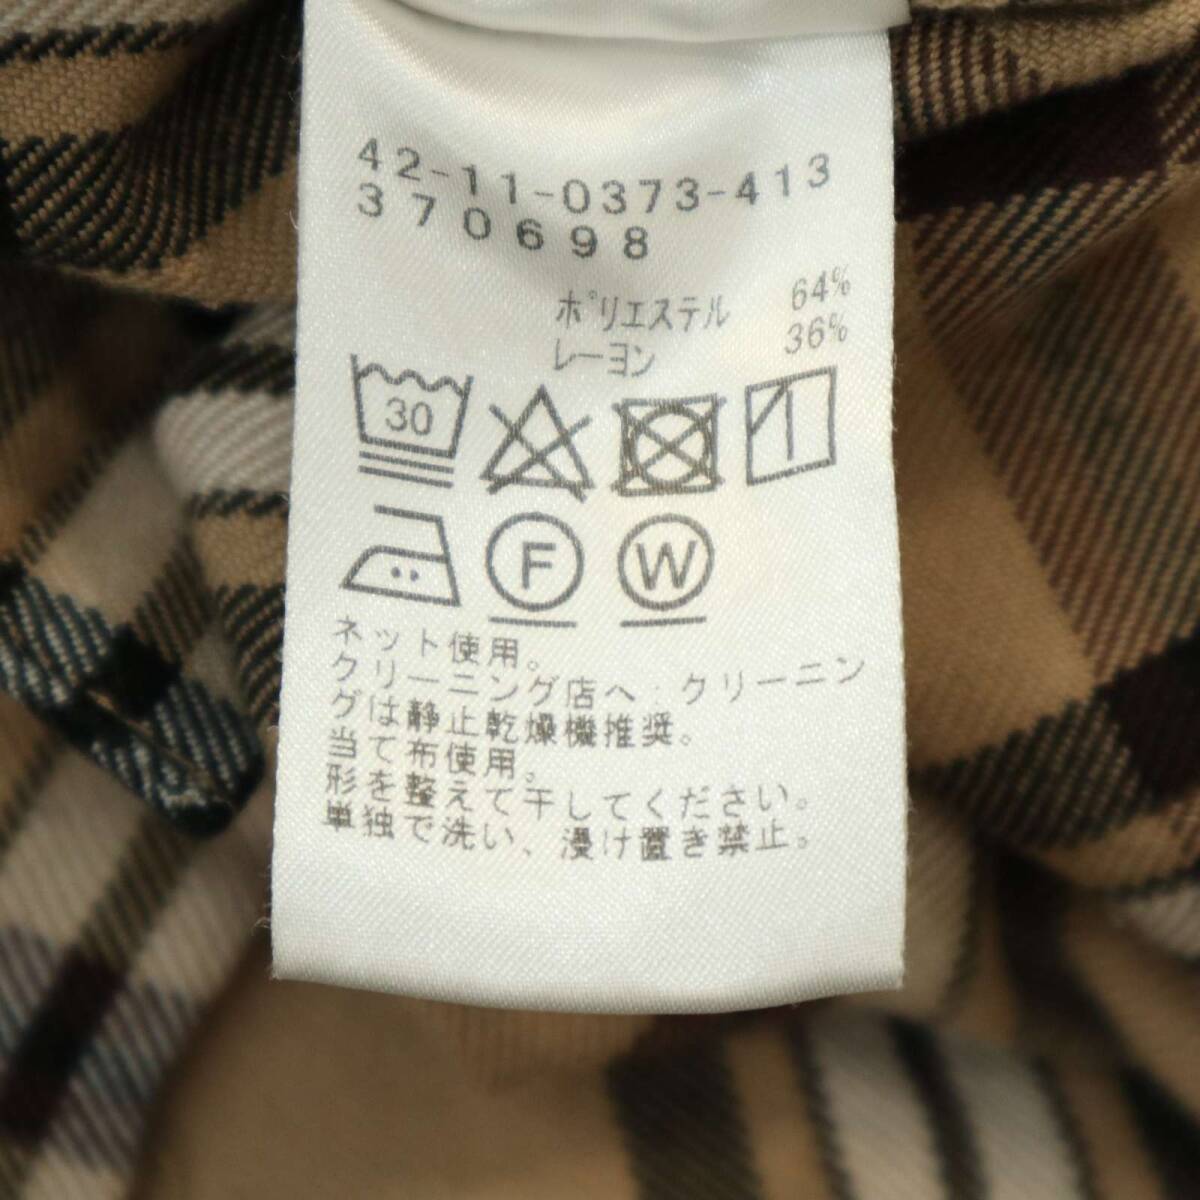 42-11-0373-413
370698
ポリエステル 64%
レーヨン 36%
30
F W
ネット使用。
クリーニング店へ・クリーニン
グは静止乾燥機推奨。
当て布使用。
形を整えて干してください。
単独で洗い、浸け置き禁止。